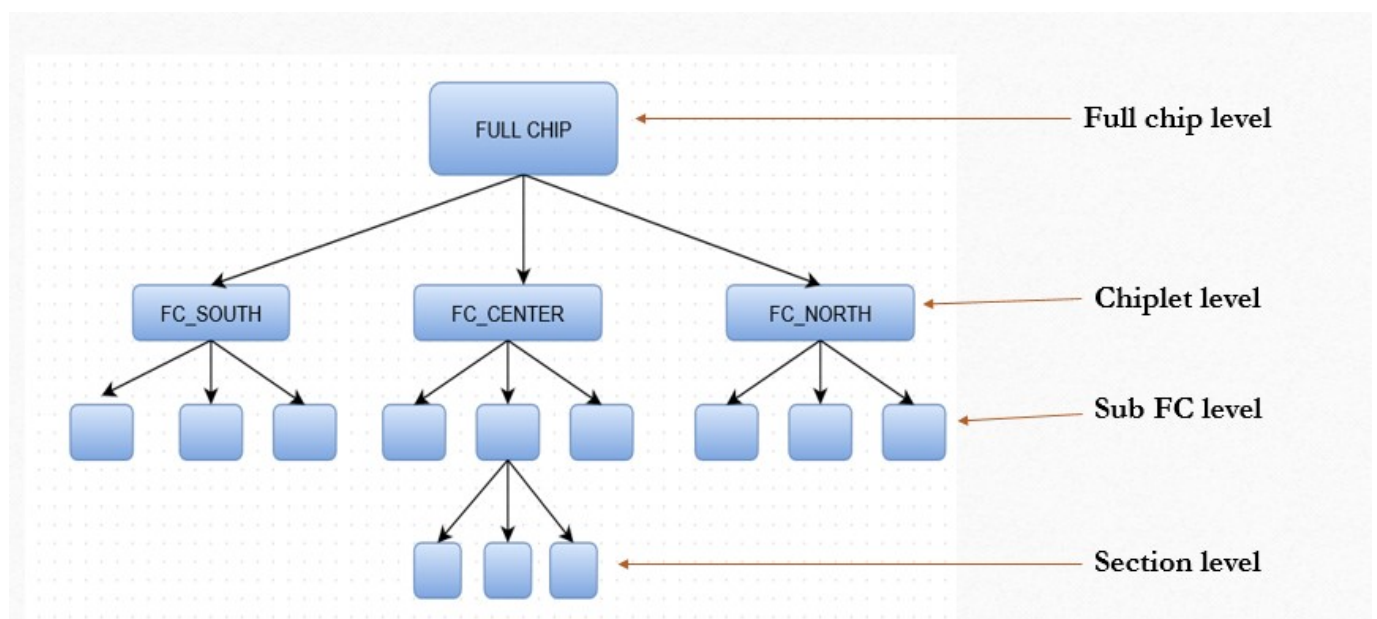 FULL CHIP
Full chip level
FC_SOUTH
FC_CENTER
FC_NORTH
Chiplet level
Sub FC level
Section level